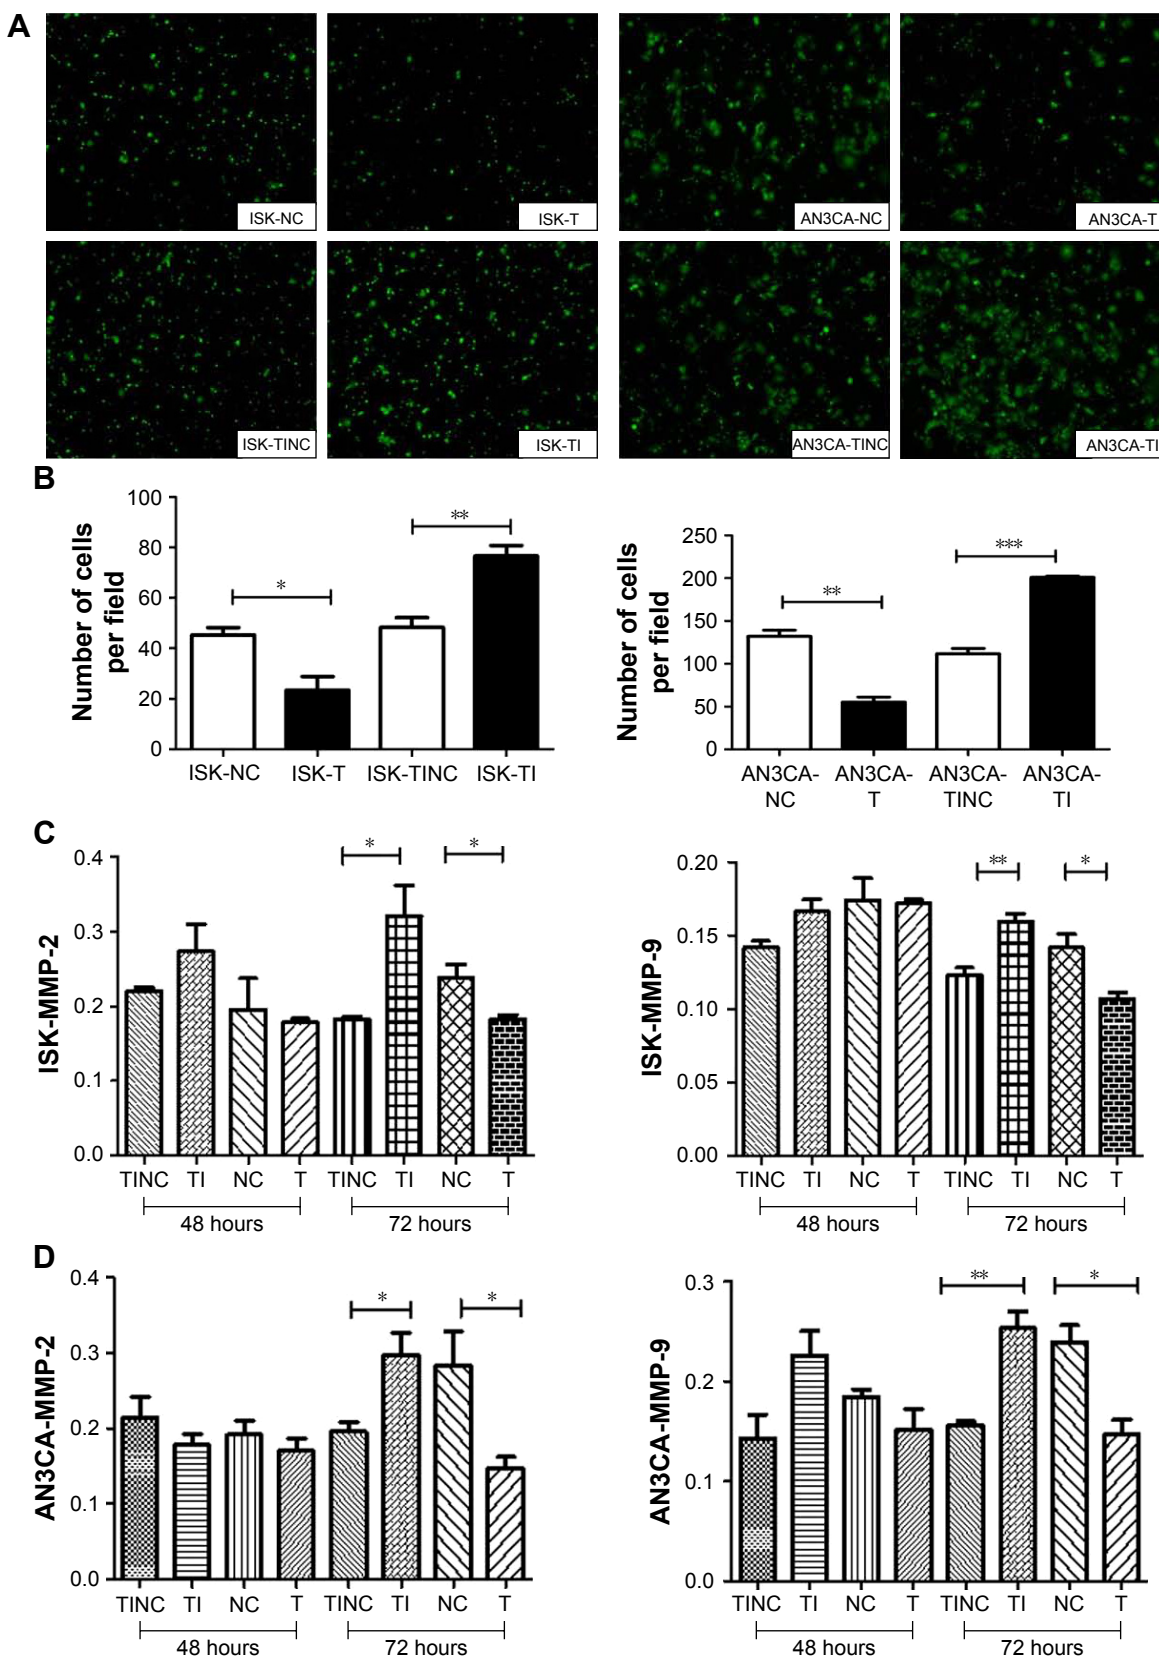 A
ISK-NC
ISK-T
AN3CA-NC
AN3CA-T
ISK-TINC
ISK-TI
AN3CA-TINC
AN3CA-TI
B
Number of cells
per field
100
80
60
40
20
0
*
**
ISK-NC ISK-T ISK-TINC ISK-TI
Number of cells
per field
250
200
150
100
50
0
**
***
AN3CA-
NC
AN3CA-
T
AN3CA-
TINC
AN3CA-
TI
C
ISK-MMP-2
0.4
0.3
0.2
0.1
0.0
* *
TINC TI NC T TINC TI NC T
48 hours 72 hours
ISK-MMP-9
0.20
0.15
0.10
0.05
0.00
** *
TINC TI NC T TINC TI NC T
48 hours 72 hours
D
AN3CA-MMP-2
0.4
0.3
0.2
0.1
0.0
* *
TINC TI NC T TINC TI NC T
48 hours 72 hours
AN3CA-MMP-9
0.3
0.2
0.1
0.0
** *
TINC TI NC T TINC TI NC T
48 hours 72 hours